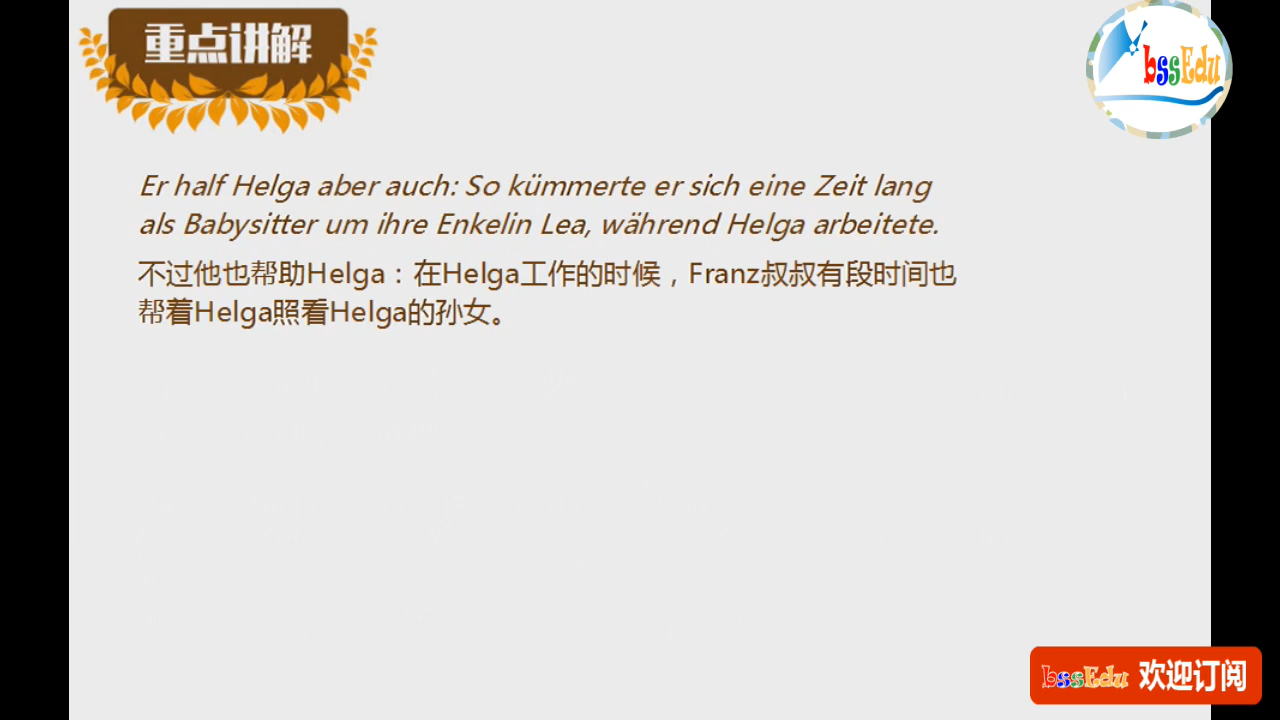 重点讲解
bssEdu
Er half Helga aber auch: So kümmerte er sich eine Zeit lang
als Babysitter um ihre Enkelin Lea, während Helga arbeitete.
不过他也帮助Helga：在Helga工作的时候，Franz叔叔有段时间也
帮着Helga照看Helga的孙女。
bssEdu 欢迎订阅